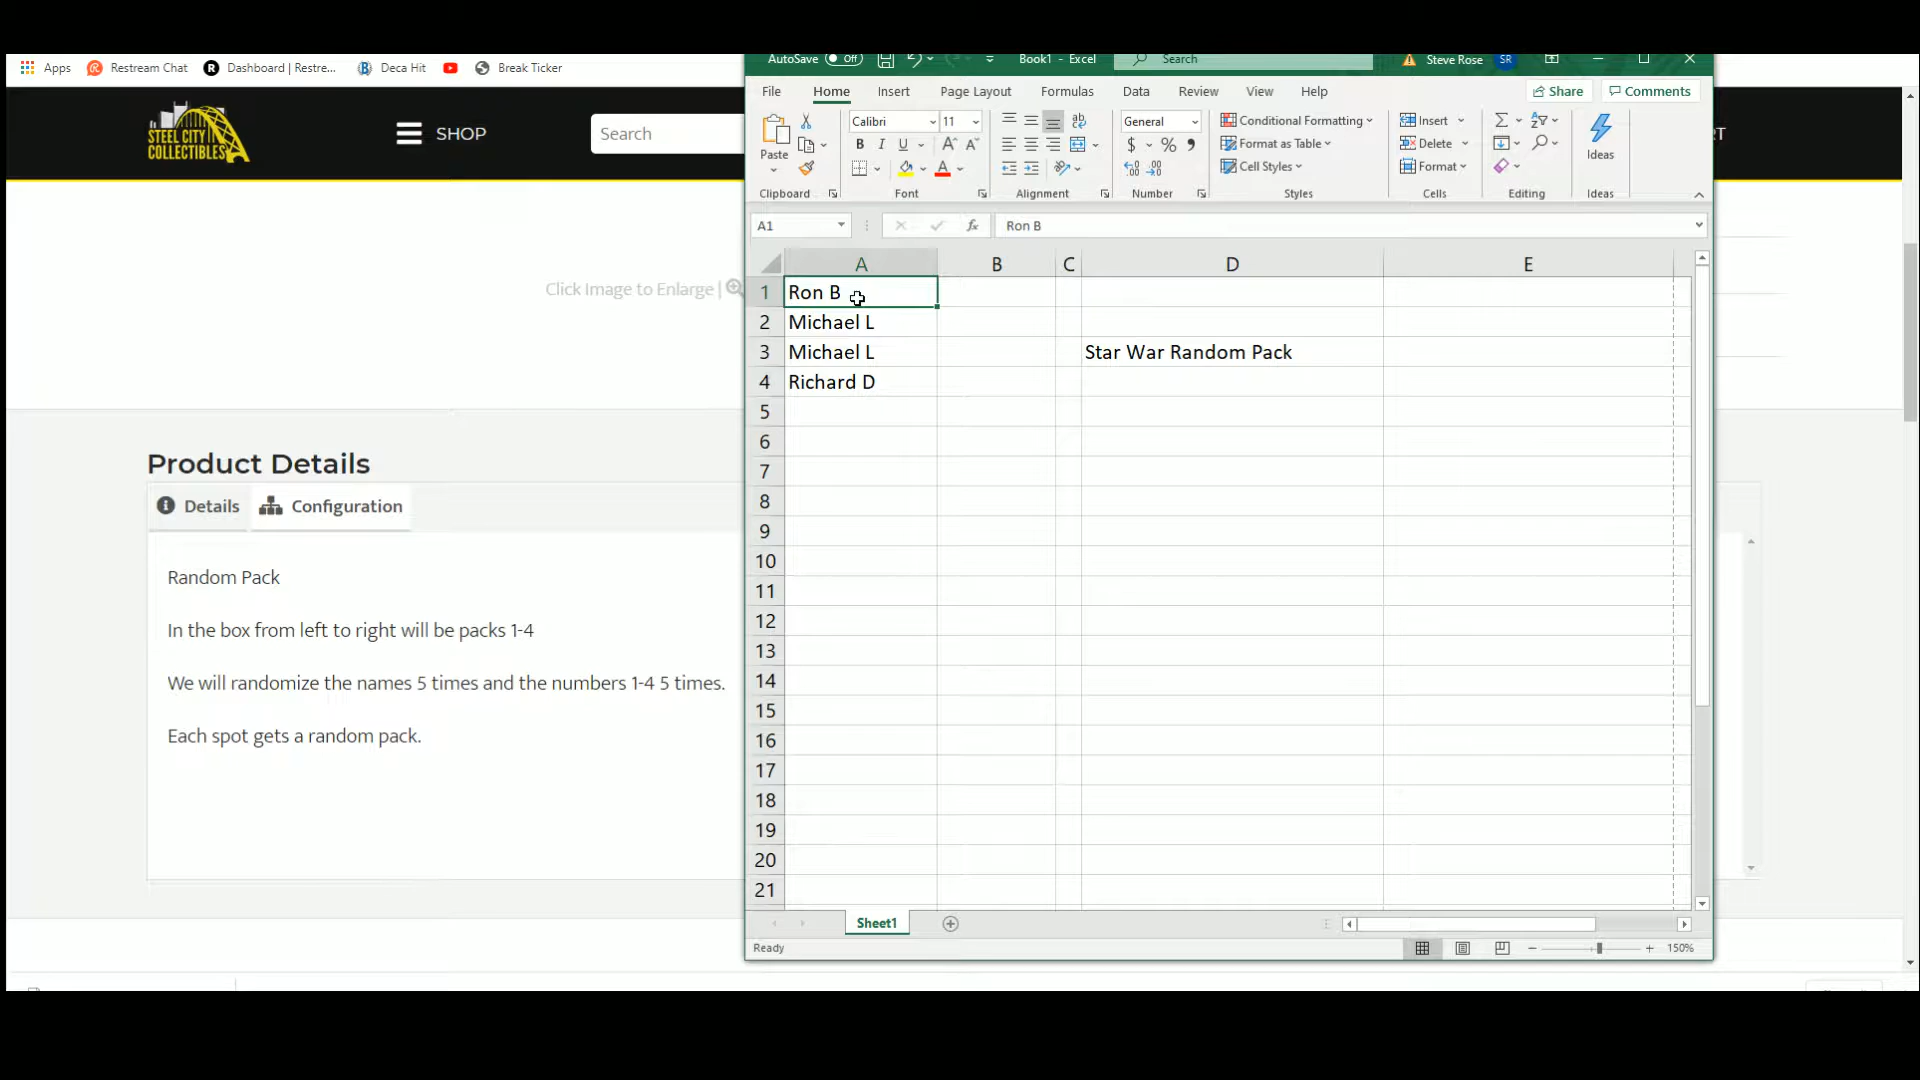 Apps Restream Chat Dashboard | Restre... Deca Hit Break Ticker
STEEL CITY
COLLECTIBLES
SHOP
Search
Click Image to Enlarge |
Product Details
Details Configuration
Random Pack
In the box from left to right will be packs 1-4
We will randomize the names 5 times and the numbers 1-4 5 times.
Each spot gets a random pack.
AutoSave Off Book1 - Excel Search Steve Rose SR
File Home Insert Page Layout Formulas Data Review View Help Share Comments
Paste
Calibri 11
B I U
General
Conditional Formatting
Format as Table
Cell Styles
Insert
Delete
Format
Ideas
Clipboard Font Alignment Number Styles Cells Editing Ideas
A1 fx Ron B
A B C D E
1 Ron B
2 Michael L
3 Michael L Star War Random Pack
4 Richard D
5
6
7
8
9
10
11
12
13
14
15
16
17
18
19
20
21
Sheet1
Ready 150%